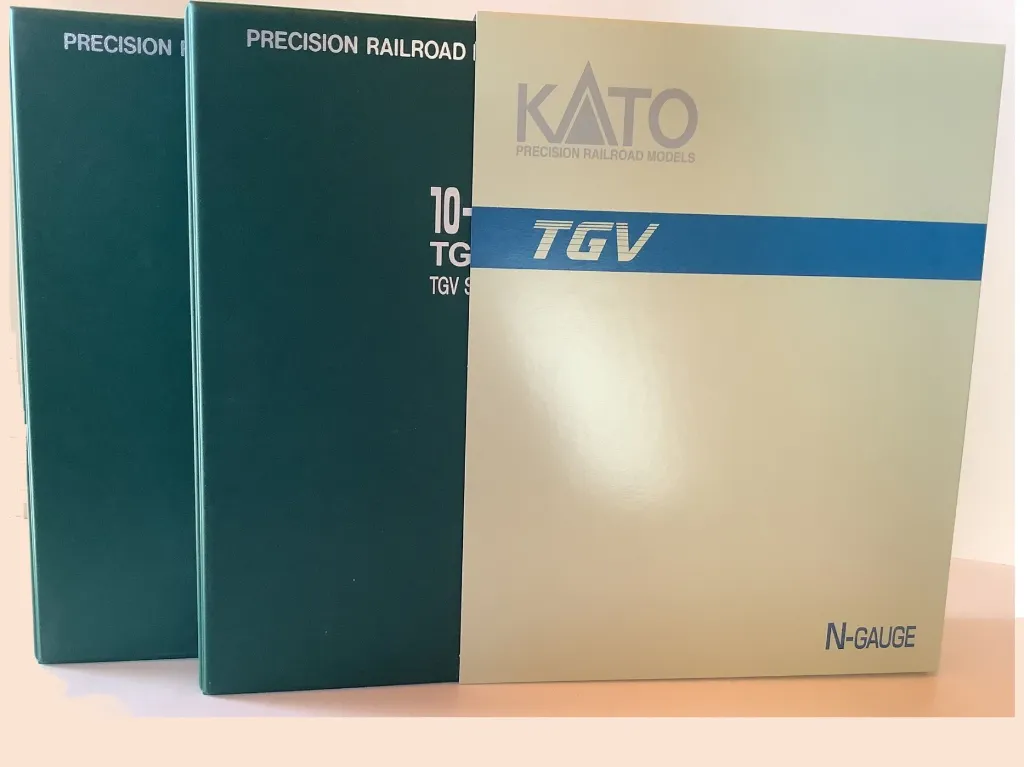 PRECISION
PRECISION RAILROAD
10-
TG
TGV S
KATO
PRECISION RAILROAD MODELS
TGV
N-GAUGE